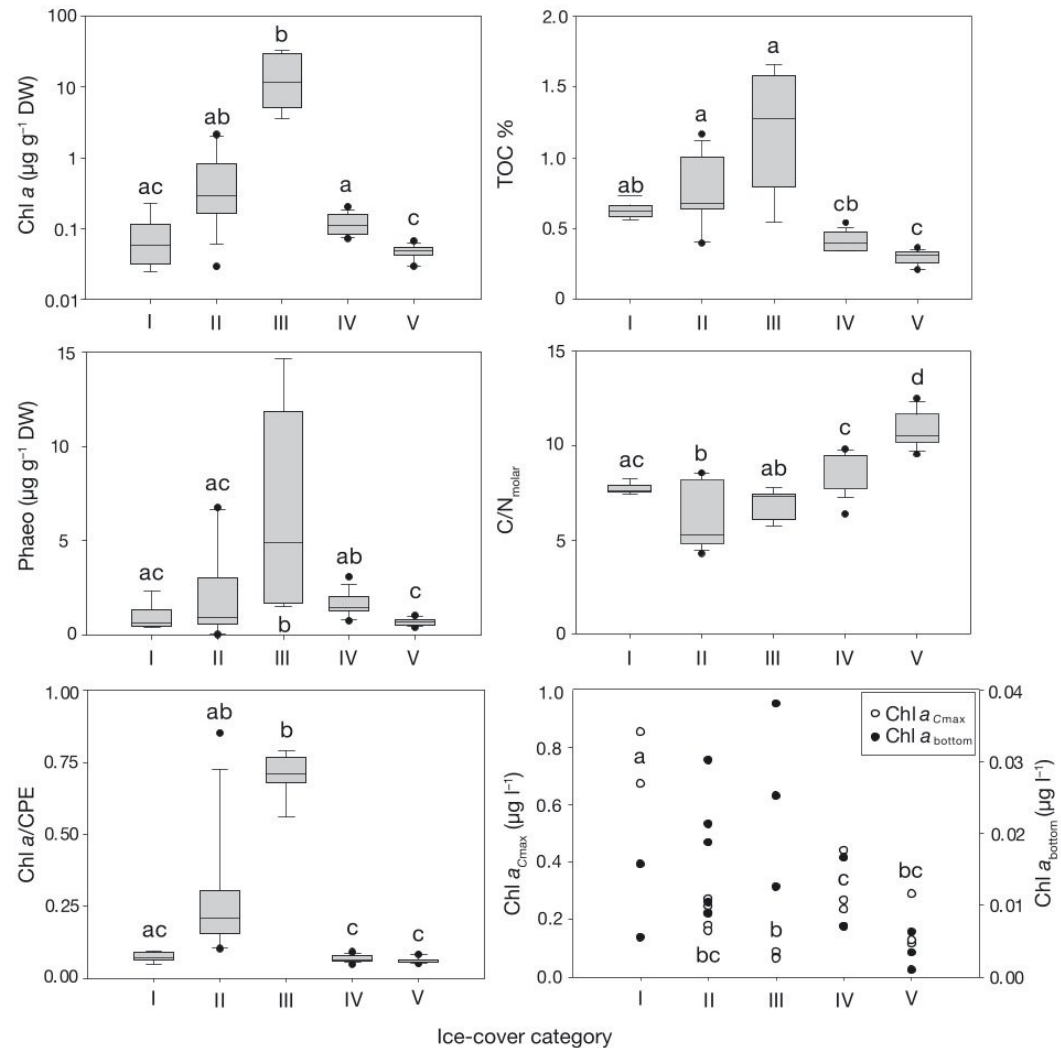 Chl a (µg g–1 DW)
100
10
1
0.1
0.01
ac
ab
b
a
c
I II III IV V
TOC %
2.0
1.5
1.0
0.5
0
ab
a
a
cb
c
I II III IV V
Phaeo (µg g–1 DW)
15
10
5
0
ac
ac
b
ab
c
I II III IV V
C/Nmolar
15
10
5
0
ac
b
ab
c
d
I II III IV V
Chl a/CPE
1.00
0.75
0.50
0.25
0.00
ac
ab
b
c
c
I II III IV V
Chl aCmax (µg l–1)
1.0
0.8
0.6
0.4
0.2
0.0
a
bc
b
c
bc
Chl aCmax
Chl abottom
0.04
0.03
0.02
0.01
0.00
Chl abottom (µg l–1)
I II III IV V
Ice-cover category